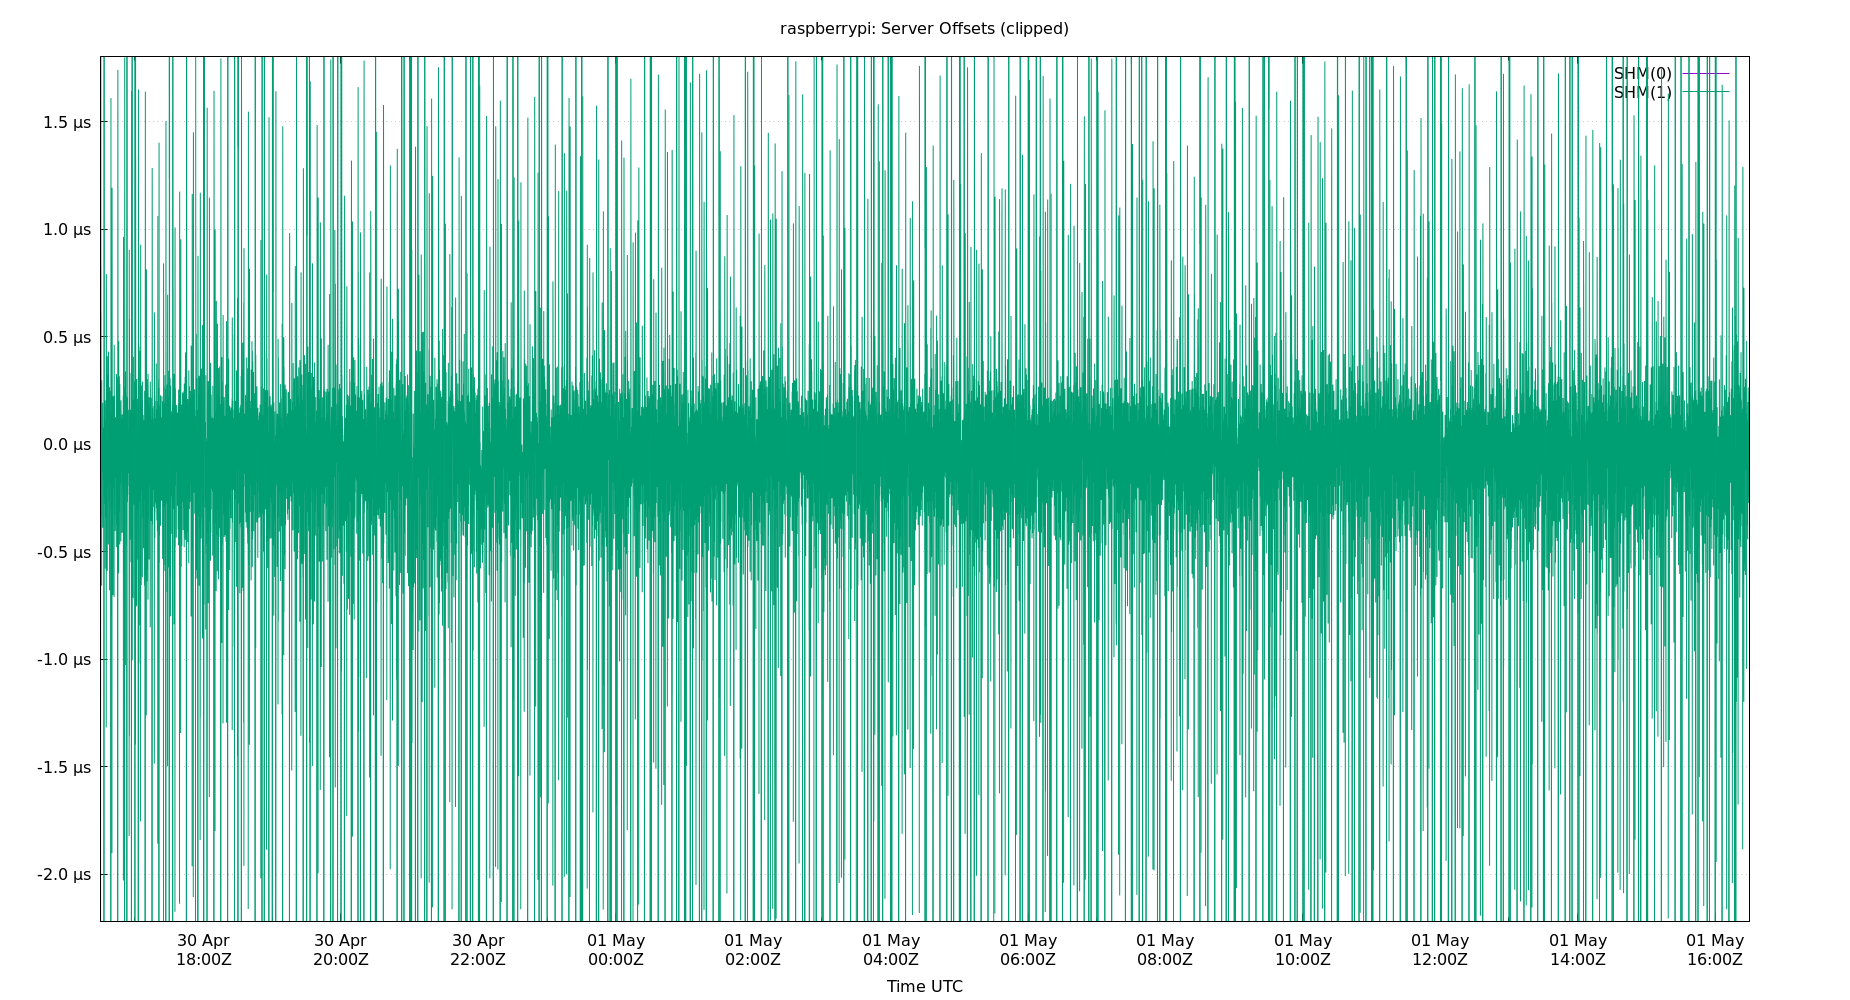 raspberrypi: Server Offsets (clipped)
SHM(0)
SHM(1)
1.5 µs
1.0 µs
0.5 µs
0.0 µs
-0.5 µs
-1.0 µs
-1.5 µs
-2.0 µs
30 Apr 30 Apr 30 Apr 01 May 01 May 01 May 01 May 01 May 01 May 01 May 01 May 01 May
18:00Z 20:00Z 22:00Z 00:00Z 02:00Z 04:00Z 06:00Z 08:00Z 10:00Z 12:00Z 14:00Z 16:00Z
Time UTC